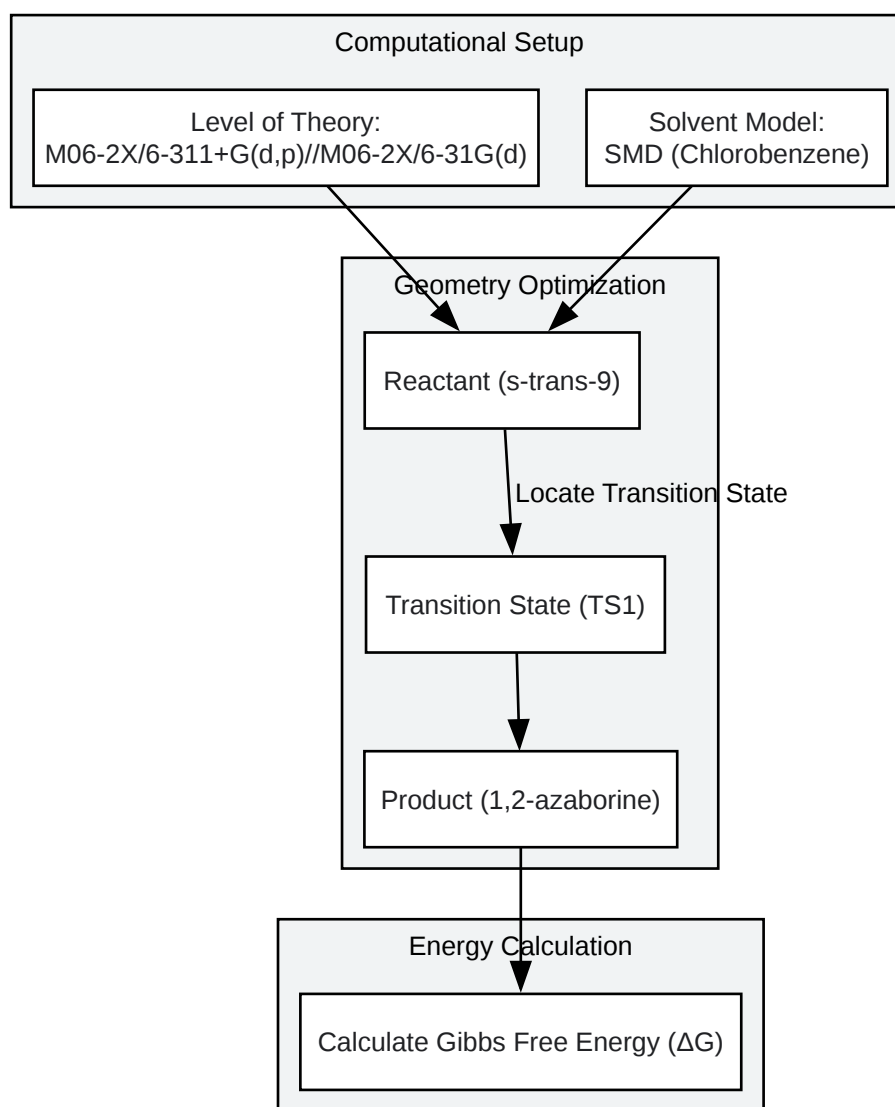 Computational Setup
Level of Theory:
M06-2X/6-311+G(d,p)//M06-2X/6-31G(d)
Solvent Model:
SMD (Chlorobenzene)
Geometry Optimization
Reactant (s-trans-9)
Locate Transition State
Transition State (TS1)
Product (1,2-azaborine)
Energy Calculation
Calculate Gibbs Free Energy (ΔG)